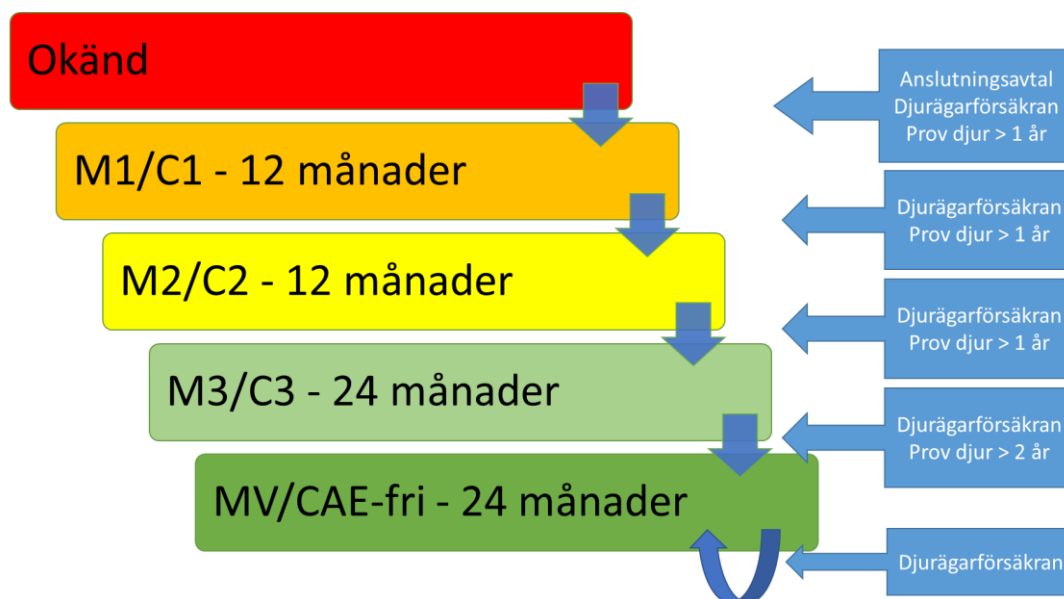 Okänd
Anslutningsavtal
Djurägarförsäkran
Prov djur > 1 år
M1/C1 - 12 månader
Djurägarförsäkran
Prov djur > 1 år
M2/C2 - 12 månader
Djurägarförsäkran
Prov djur > 1 år
M3/C3 - 24 månader
Djurägarförsäkran
Prov djur > 2 år
MV/CAE-fri - 24 månader
Djurägarförsäkran